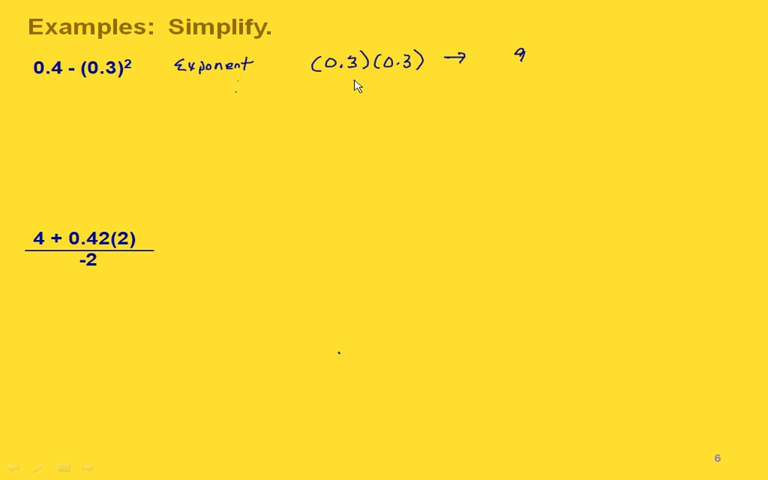 Examples: Simplify.
0.4 - (0.3)² Exponent (0.3)(0.3) → 9
4 + 0.42(2)
-2
6